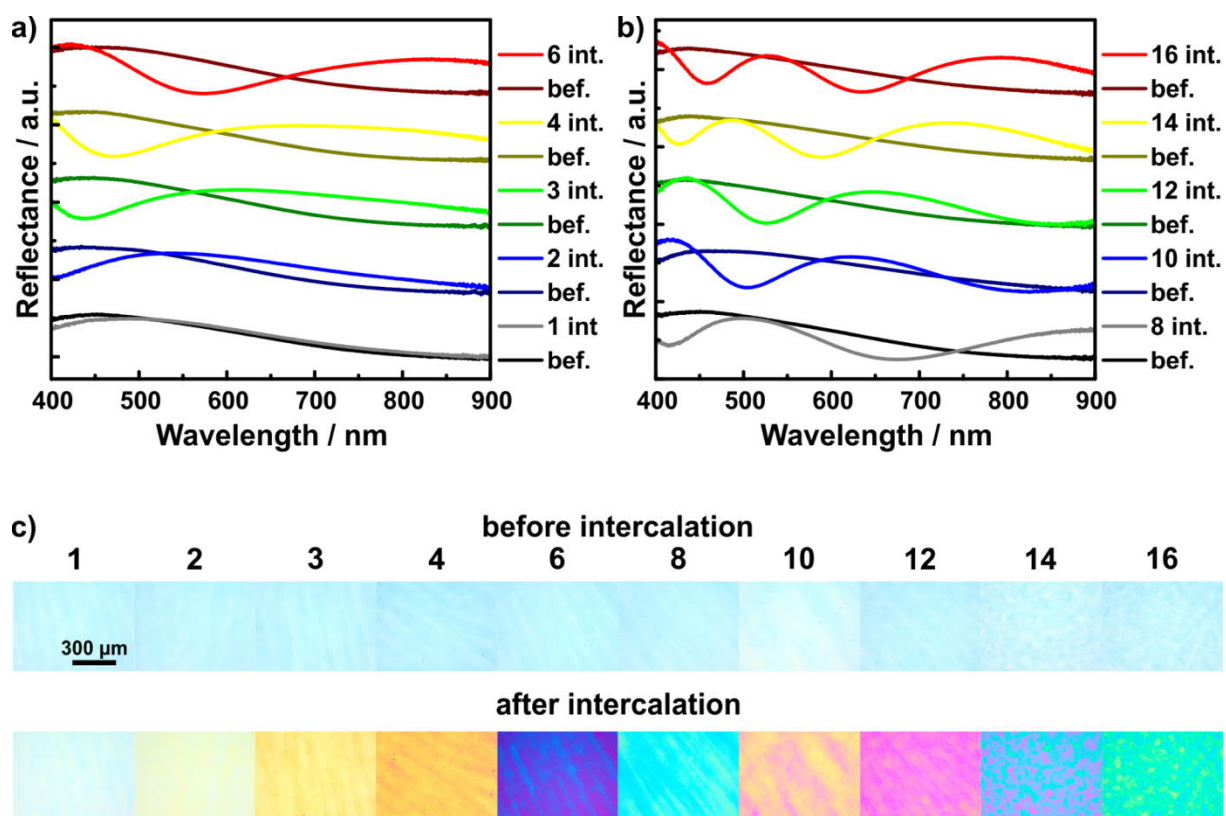 a)
Reflectance / a.u.
6 int.
bef.
4 int.
bef.
3 int.
bef.
2 int.
bef.
1 int
bef.
400 500 600 700 800 900
Wavelength / nm
b)
Reflectance / a.u.
16 int.
bef.
14 int.
bef.
12 int.
bef.
10 int.
bef.
8 int.
bef.
400 500 600 700 800 900
Wavelength / nm
c)
before intercalation
1 2 3 4 6 8 10 12 14 16
300 µm
after intercalation